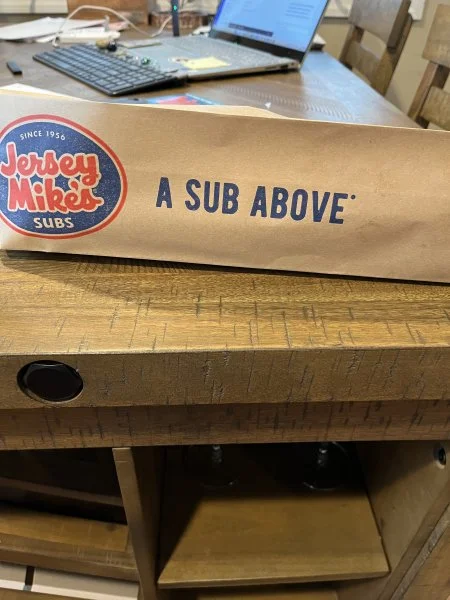 SINCE 1956
Jersey
Mike's
SUBS
A SUB ABOVE®